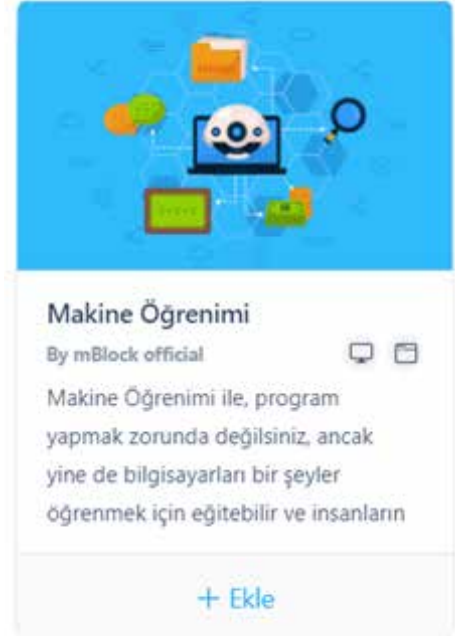 Makine Öğrenimi
By mBlock official
Makine Öğrenimi ile, program
yapmak zorunda değilsiniz, ancak
yine de bilgisayarları bir şeyler
öğrenmek için eğitebilir ve insanların
+ Ekle